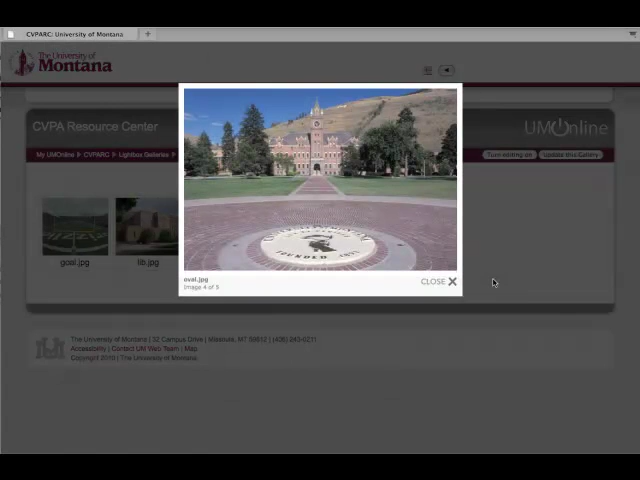 CVPARC: University of Montana
The University of
Montana
CVPA Resource Center
UMOnline
My UMOnline CVPARC Lightbox Galleries
Turn editing on
Update this Gallery
goal.jpg
lib.jpg
FOUNDED
oval.jpg
Image 4 of 5
CLOSE X
The University of Montana | 32 Campus Drive | Missoula, MT 59812 | (406) 243-0211
Accessibility | Contact UM Web Team | Map
Copyright 2010 | The University of Montana